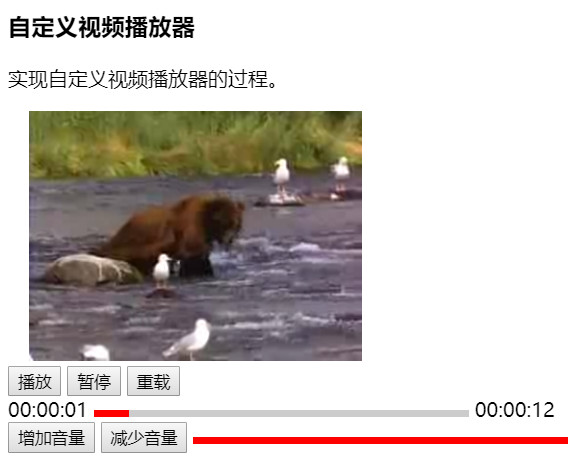 自定义视频播放器
实现自定义视频播放器的过程。
播放 暂停 重载
00:00:01 00:00:12
增加音量 减少音量